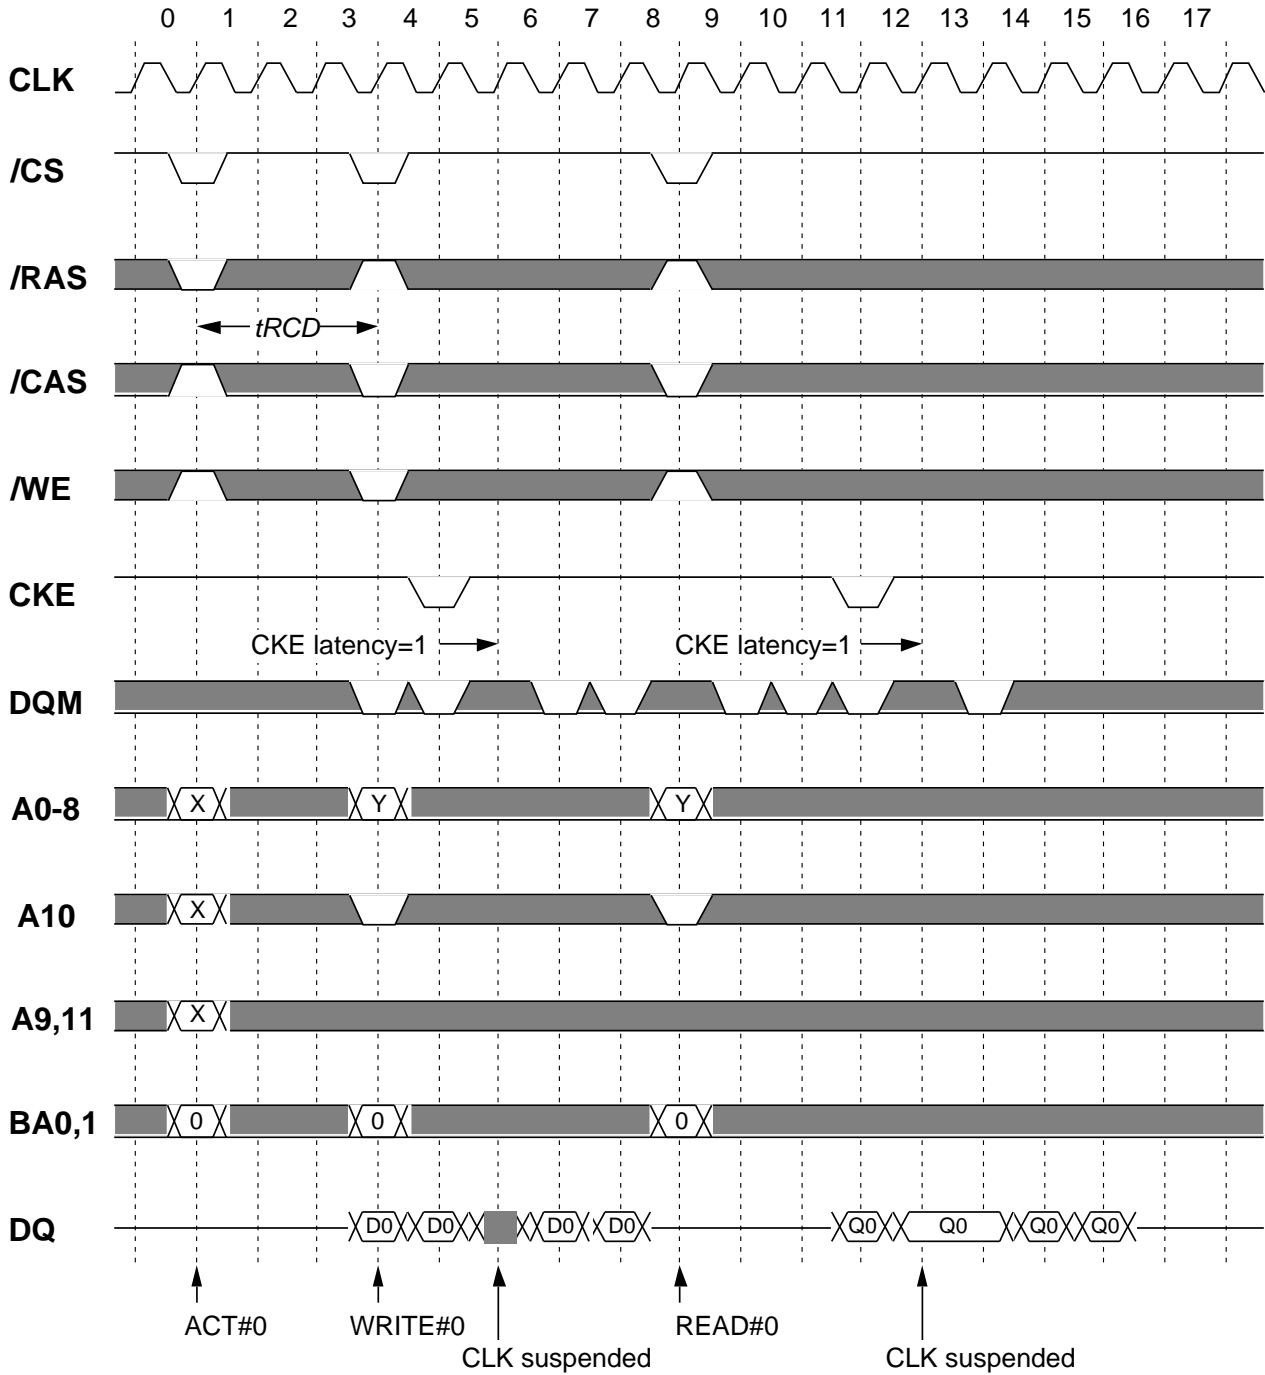 0 1 2 3 4 5 6 7 8 9 10 11 12 13 14 15 16 17
CLK
/CS
/RAS
tRCD
/CAS
/WE
CKE
CKE latency=1 CKE latency=1
DQM
A0-8 X Y Y
A10 X
A9,11 X
BA0,1 0 0 0
DQ D0 D0 D0 D0 Q0 Q0 Q0 Q0
ACT#0 WRITE#0 READ#0
CLK suspended CLK suspended